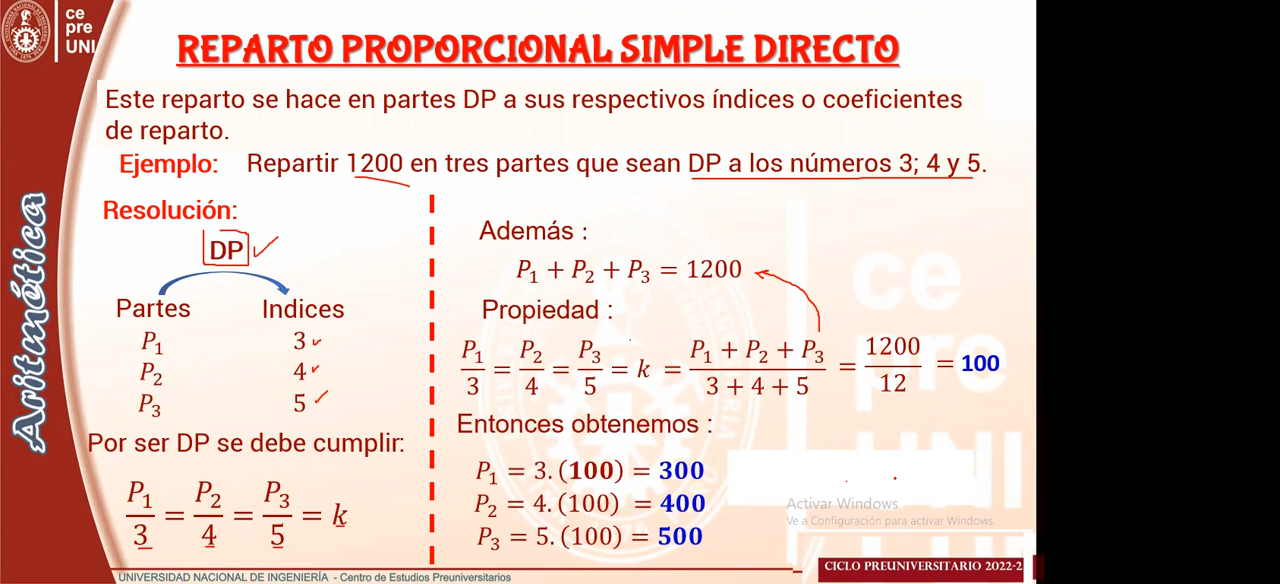 ce
pre
UNI
REPARTO PROPORCIONAL SIMPLE DIRECTO
Este reparto se hace en partes DP a sus respectivos índices o coeficientes
de reparto.
Ejemplo: Repartir 1200 en tres partes que sean DP a los números 3; 4 y 5.
Aritmética
Resolución:
DP
Partes Indices
P₁ 3
P₂ 4
P₃ 5
Por ser DP se debe cumplir:
P₁/3 = P₂/4 = P₃/5 = k
Además :
P₁ + P₂ + P₃ = 1200
Propiedad :
P₁/3 = P₂/4 = P₃/5 = k = (P₁ + P₂ + P₃)/(3 + 4 + 5) = 1200/12 = 100
Entonces obtenemos :
P₁ = 3.(100) = 300
P₂ = 4.(100) = 400
P₃ = 5.(100) = 500
ce
pre
UNI
Activar Windows
Ve a Configuración para activar Windows.
UNIVERSIDAD NACIONAL DE INGENIERÍA - Centro de Estudios Preuniversitarios
CICLO PREUNIVERSITARIO 2022-2